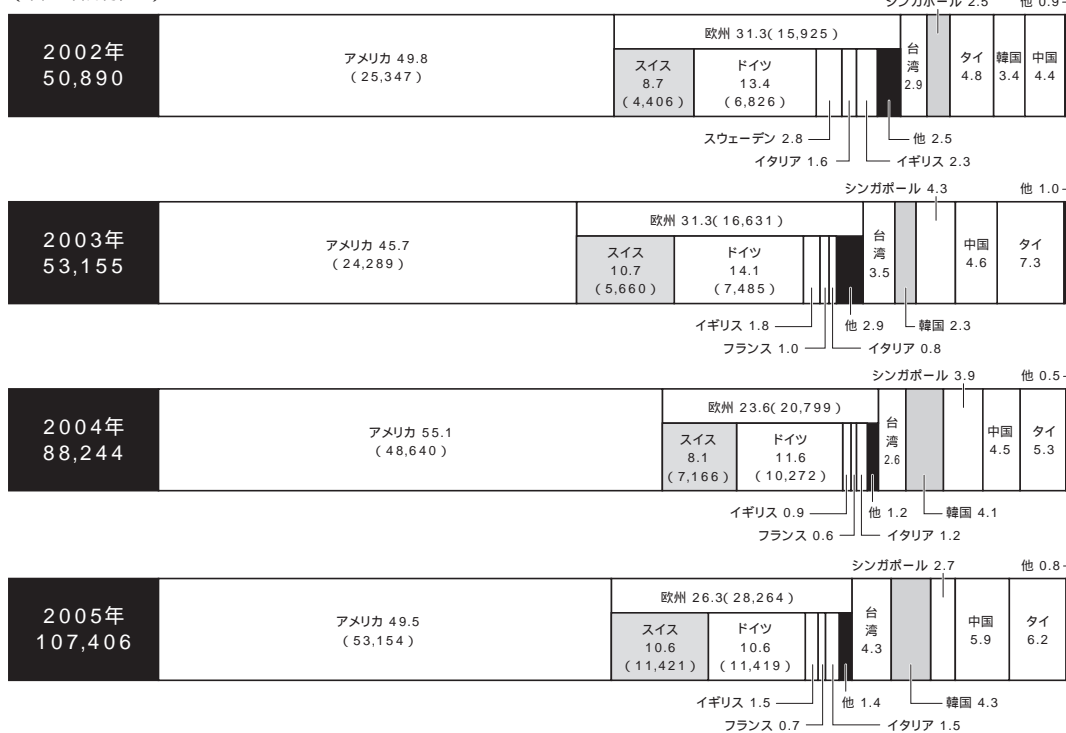 シンガポール 2.5 他 0.9
2002年
50,890
アメリカ 49.8
(25,347)
欧州 31.3(15,925)
スイス
8.7
(4,406)
ドイツ
13.4
(6,826)
台湾
2.9
タイ
4.8
韓国
3.4
中国
4.4
スウェーデン 2.8
他 2.5
イタリア 1.6
イギリス 2.3
シンガポール 4.3
他 1.0
2003年
53,155
アメリカ 45.7
(24,289)
欧州 31.3(16,631)
スイス
10.7
(5,660)
ドイツ
14.1
(7,485)
台湾
3.5
中国
4.6
タイ
7.3
イギリス 1.8
他 2.9
韓国 2.3
フランス 1.0
イタリア 0.8
シンガポール 3.9
他 0.5
2004年
88,244
アメリカ 55.1
(48,640)
欧州 23.6(20,799)
スイス
8.1
(7,166)
ドイツ
11.6
(10,272)
台湾
2.6
中国
4.5
タイ
5.3
イギリス 0.9
他 1.2
韓国 4.1
フランス 0.6
イタリア 1.2
シンガポール 2.7
他 0.8
2005年
107,406
アメリカ 49.5
(53,154)
欧州 26.3(28,264)
スイス
10.6
(11,421)
ドイツ
10.6
(11,419)
台湾
4.3
中国
5.9
タイ
6.2
イギリス 1.5
他 1.4
韓国 4.3
フランス 0.7
イタリア 1.5